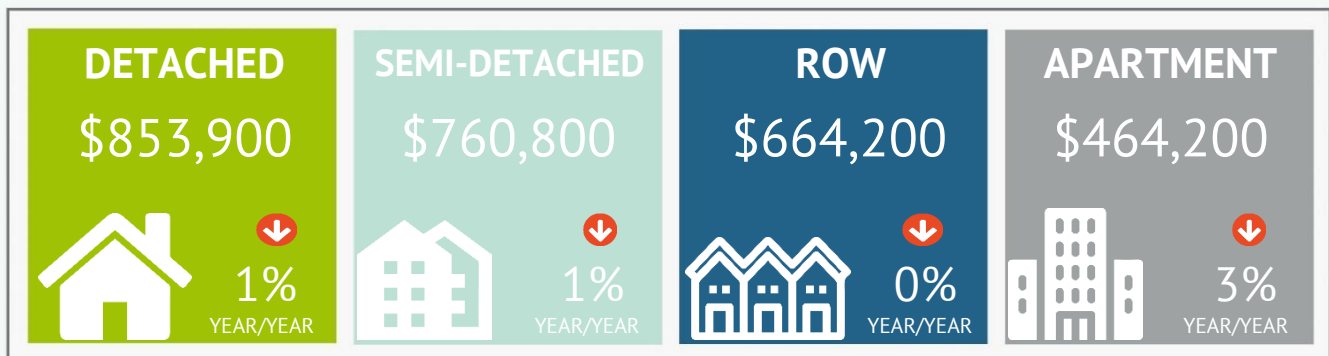 DETACHED
$853,900
1%
YEAR/YEAR
SEMI-DETACHED
$760,800
1%
YEAR/YEAR
ROW
$664,200
0%
YEAR/YEAR
APARTMENT
$464,200
3%
YEAR/YEAR